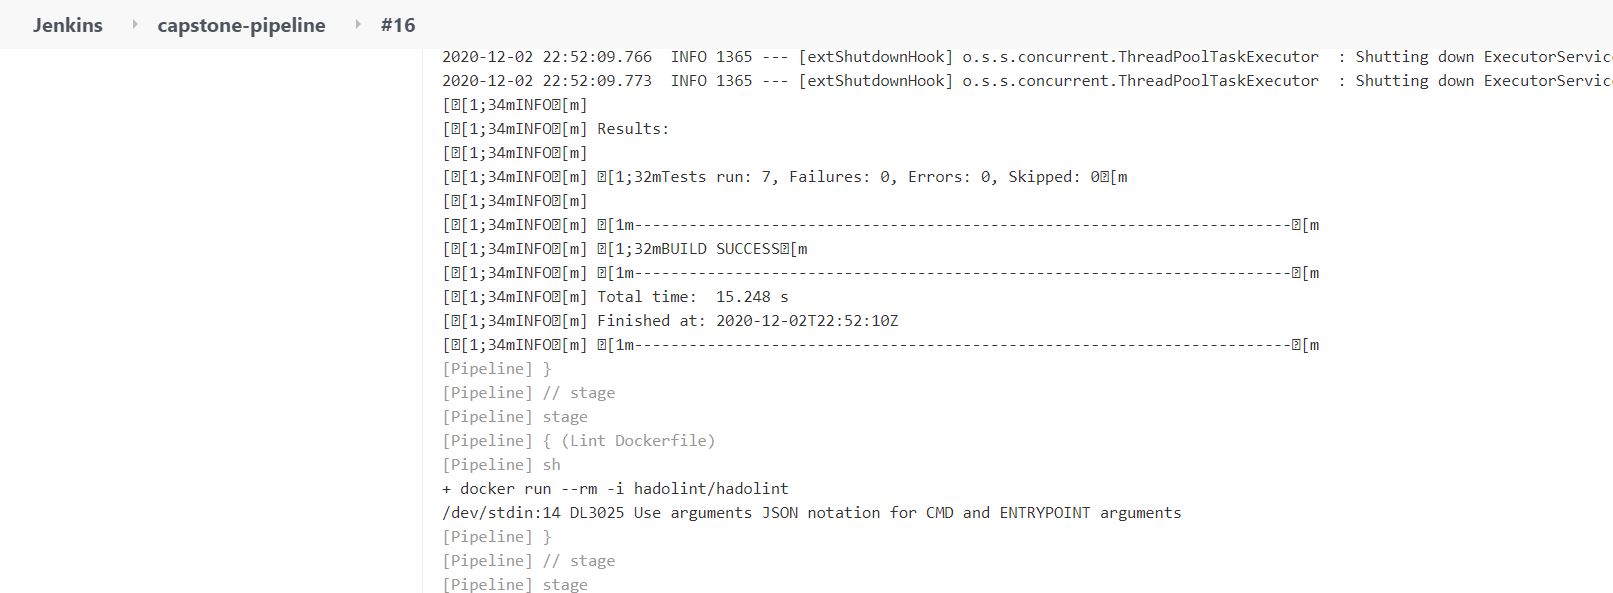 Jenkins capstone-pipeline #16
2020-12-02 22:52:09.766  INFO 1365 --- [extShutdownHook] o.s.s.concurrent.ThreadPoolTaskExecutor  : Shutting down ExecutorServic
2020-12-02 22:52:09.773  INFO 1365 --- [extShutdownHook] o.s.s.concurrent.ThreadPoolTaskExecutor  : Shutting down ExecutorServic
[␛[1;34mINFO␛[m]
[␛[1;34mINFO␛[m] Results:
[␛[1;34mINFO␛[m]
[␛[1;34mINFO␛[m] ␛[1;32mTests run: 7, Failures: 0, Errors: 0, Skipped: 0␛[m
[␛[1;34mINFO␛[m]
[␛[1;34mINFO␛[m] ␛[1m------------------------------------------------------------------------␛[m
[␛[1;34mINFO␛[m] ␛[1;32mBUILD SUCCESS␛[m
[␛[1;34mINFO␛[m] ␛[1m------------------------------------------------------------------------␛[m
[␛[1;34mINFO␛[m] Total time:  15.248 s
[␛[1;34mINFO␛[m] Finished at: 2020-12-02T22:52:10Z
[␛[1;34mINFO␛[m] ␛[1m------------------------------------------------------------------------␛[m
[Pipeline] }
[Pipeline] // stage
[Pipeline] stage
[Pipeline] { (Lint Dockerfile)
[Pipeline] sh
+ docker run --rm -i hadolint/hadolint
/dev/stdin:14 DL3025 Use arguments JSON notation for CMD and ENTRYPOINT arguments
[Pipeline] }
[Pipeline] // stage
[Pipeline] stage